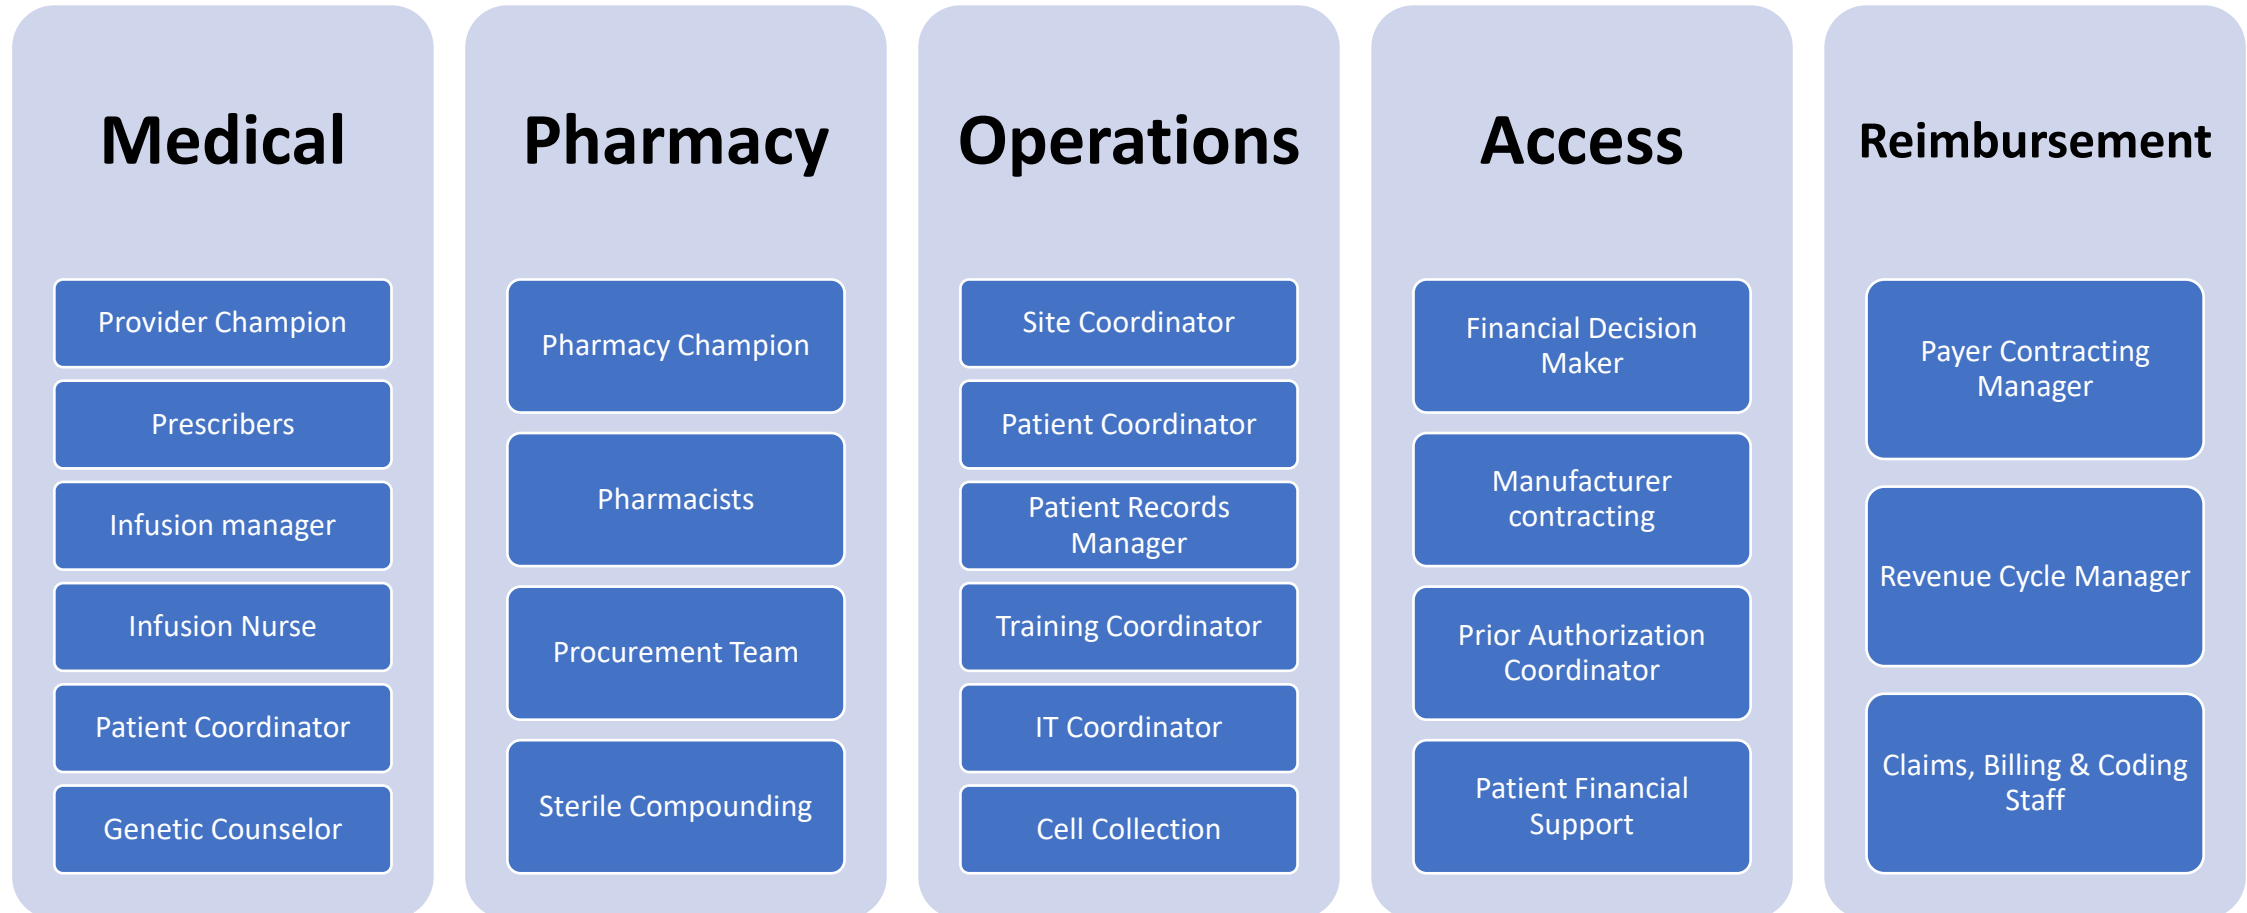 Medical
Provider Champion
Prescribers
Infusion manager
Infusion Nurse
Patient Coordinator
Genetic Counselor
Pharmacy
Pharmacy Champion
Pharmacists
Procurement Team
Sterile Compounding
Operations
Site Coordinator
Patient Coordinator
Patient Records
Manager
Training Coordinator
IT Coordinator
Cell Collection
Access
Financial Decision
Maker
Manufacturer
contracting
Prior Authorization
Coordinator
Patient Financial
Support
Reimbursement
Payer Contracting
Manager
Revenue Cycle Manager
Claims, Billing & Coding
Staff